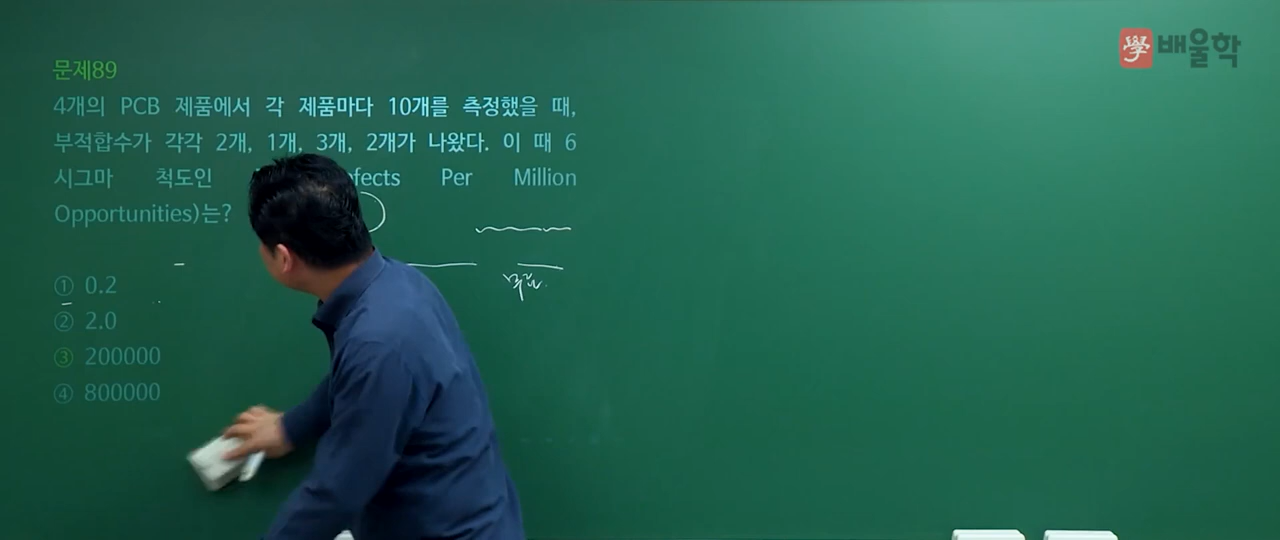 學 배울학
문제89
4개의 PCB 제품에서 각 제품마다 10개를 측정했을 때,
부적합수가 각각 2개, 1개, 3개, 2개가 나왔다. 이 때 6
시그마 척도인 efects Per Million
Opportunities)는?
① 0.2
② 2.0
③ 200000
④ 800000